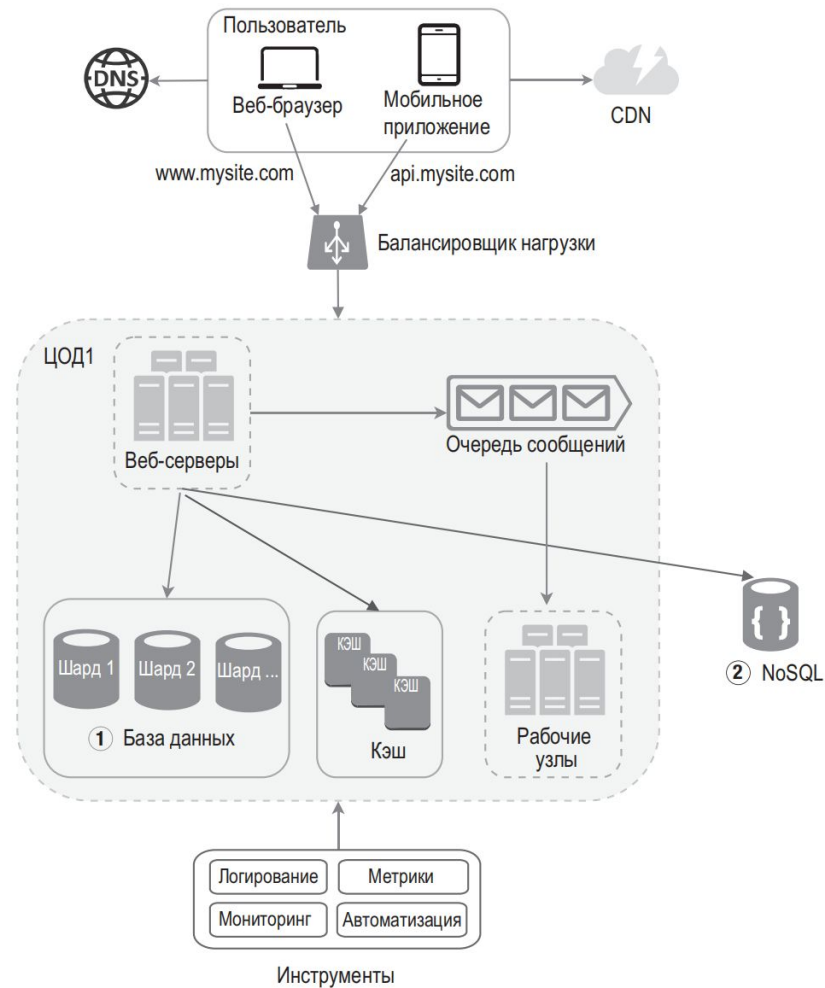 Пользователь
DNS
Веб-браузер
Мобильное
приложение
CDN
www.mysite.com
api.mysite.com
Балансировщик нагрузки
ЦОД1
Веб-серверы
Очередь сообщений
Шард 1
Шард 2
Шард ...
1 База данных
КЭШ
КЭШ
КЭШ
Кэш
Рабочие
узлы
2 NoSQL
Логирование
Метрики
Мониторинг
Автоматизация
Инструменты